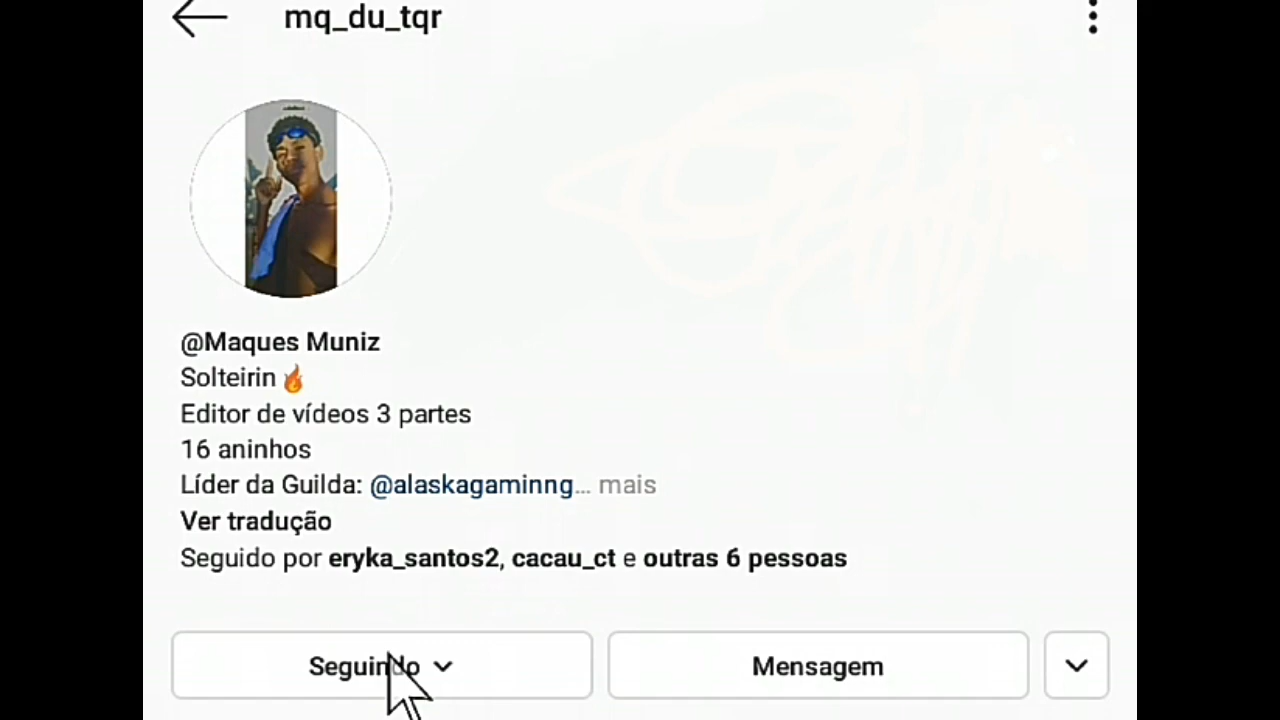 mq_du_tqr
@Maques Muniz
Solteirin🔥
Editor de vídeos 3 partes
16 aninhos
Líder da Guilda: @alaskagaminng... mais
Ver tradução
Seguido por eryka_santos2, cacau_ct e outras 6 pessoas
Seguindo
Mensagem